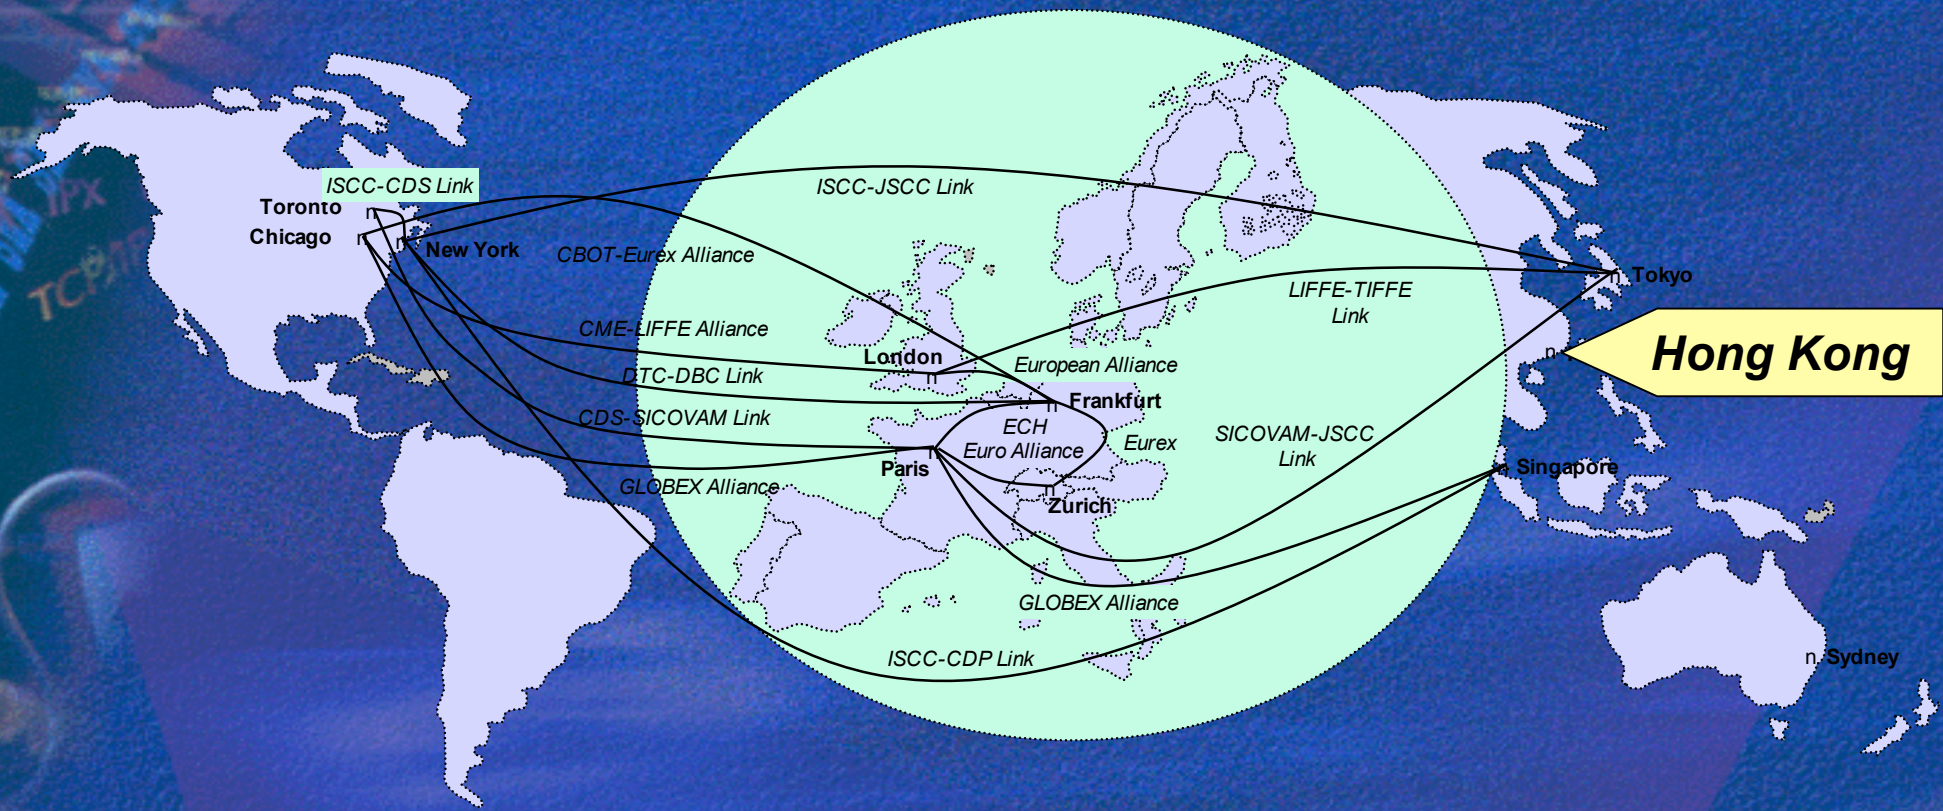 IPX
ISCC-CDS Link
Toronto
Chicago
New York
ISCC-JSCC Link
CBOT-Eurex Alliance
Tokyo
LIFFE-TIFFE
Link
CME-LIFFE Alliance
Hong Kong
London
European Alliance
DTC-DBC Link
Frankfurt
CDS-SICOVAM Link
ECH
Euro Alliance
Eurex
SICOVAM-JSCC
Link
Paris
Singapore
GLOBEX Alliance
Zurich
GLOBEX Alliance
ISCC-CDP Link
Sydney